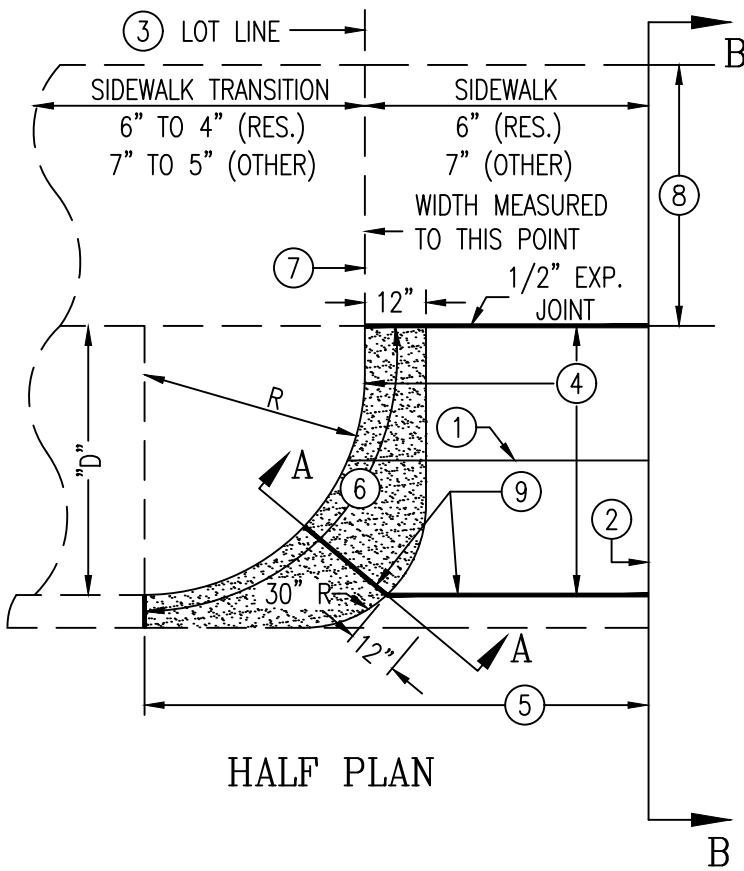 3 LOT LINE
B
SIDEWALK TRANSITION
6” TO 4” (RES.)
7” TO 5” (OTHER)
SIDEWALK
6” (RES.)
7” (OTHER)
8
WIDTH MEASURED
TO THIS POINT
7
12”
1/2” EXP.
JOINT
4
R
"D"
1
A
6
9
2
30” R
12”
A
5
HALF PLAN
B